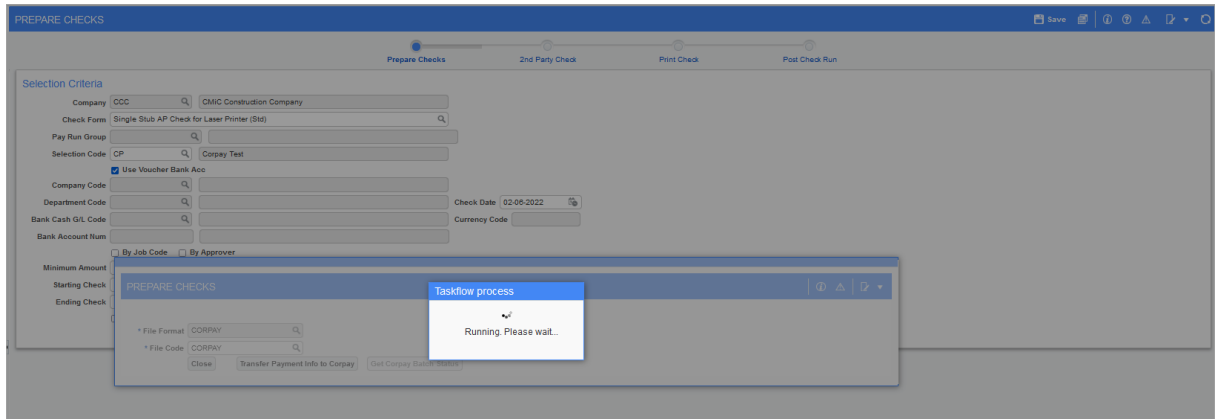 PREPARE CHECKS Save
Prepare Checks 2nd Party Check Print Check Post Check Run
Selection Criteria
Company CCC CMiC Construction Company
Check Form Single Stub AP Check for Laser Printer (Std)
Pay Run Group
Selection Code CP Corpay Test
Use Voucher Bank Acc
Company Code
Department Code Check Date 02-06-2022
Bank Cash G/L Code Currency Code
Bank Account Num
By Job Code By Approver
Minimum Amount
Starting Check
Ending Check
PREPARE CHECKS
Taskflow process
Running. Please wait...
* File Format CORPAY
* File Code CORPAY
Close Transfer Payment Info to Corpay Get Corpay Batch Status